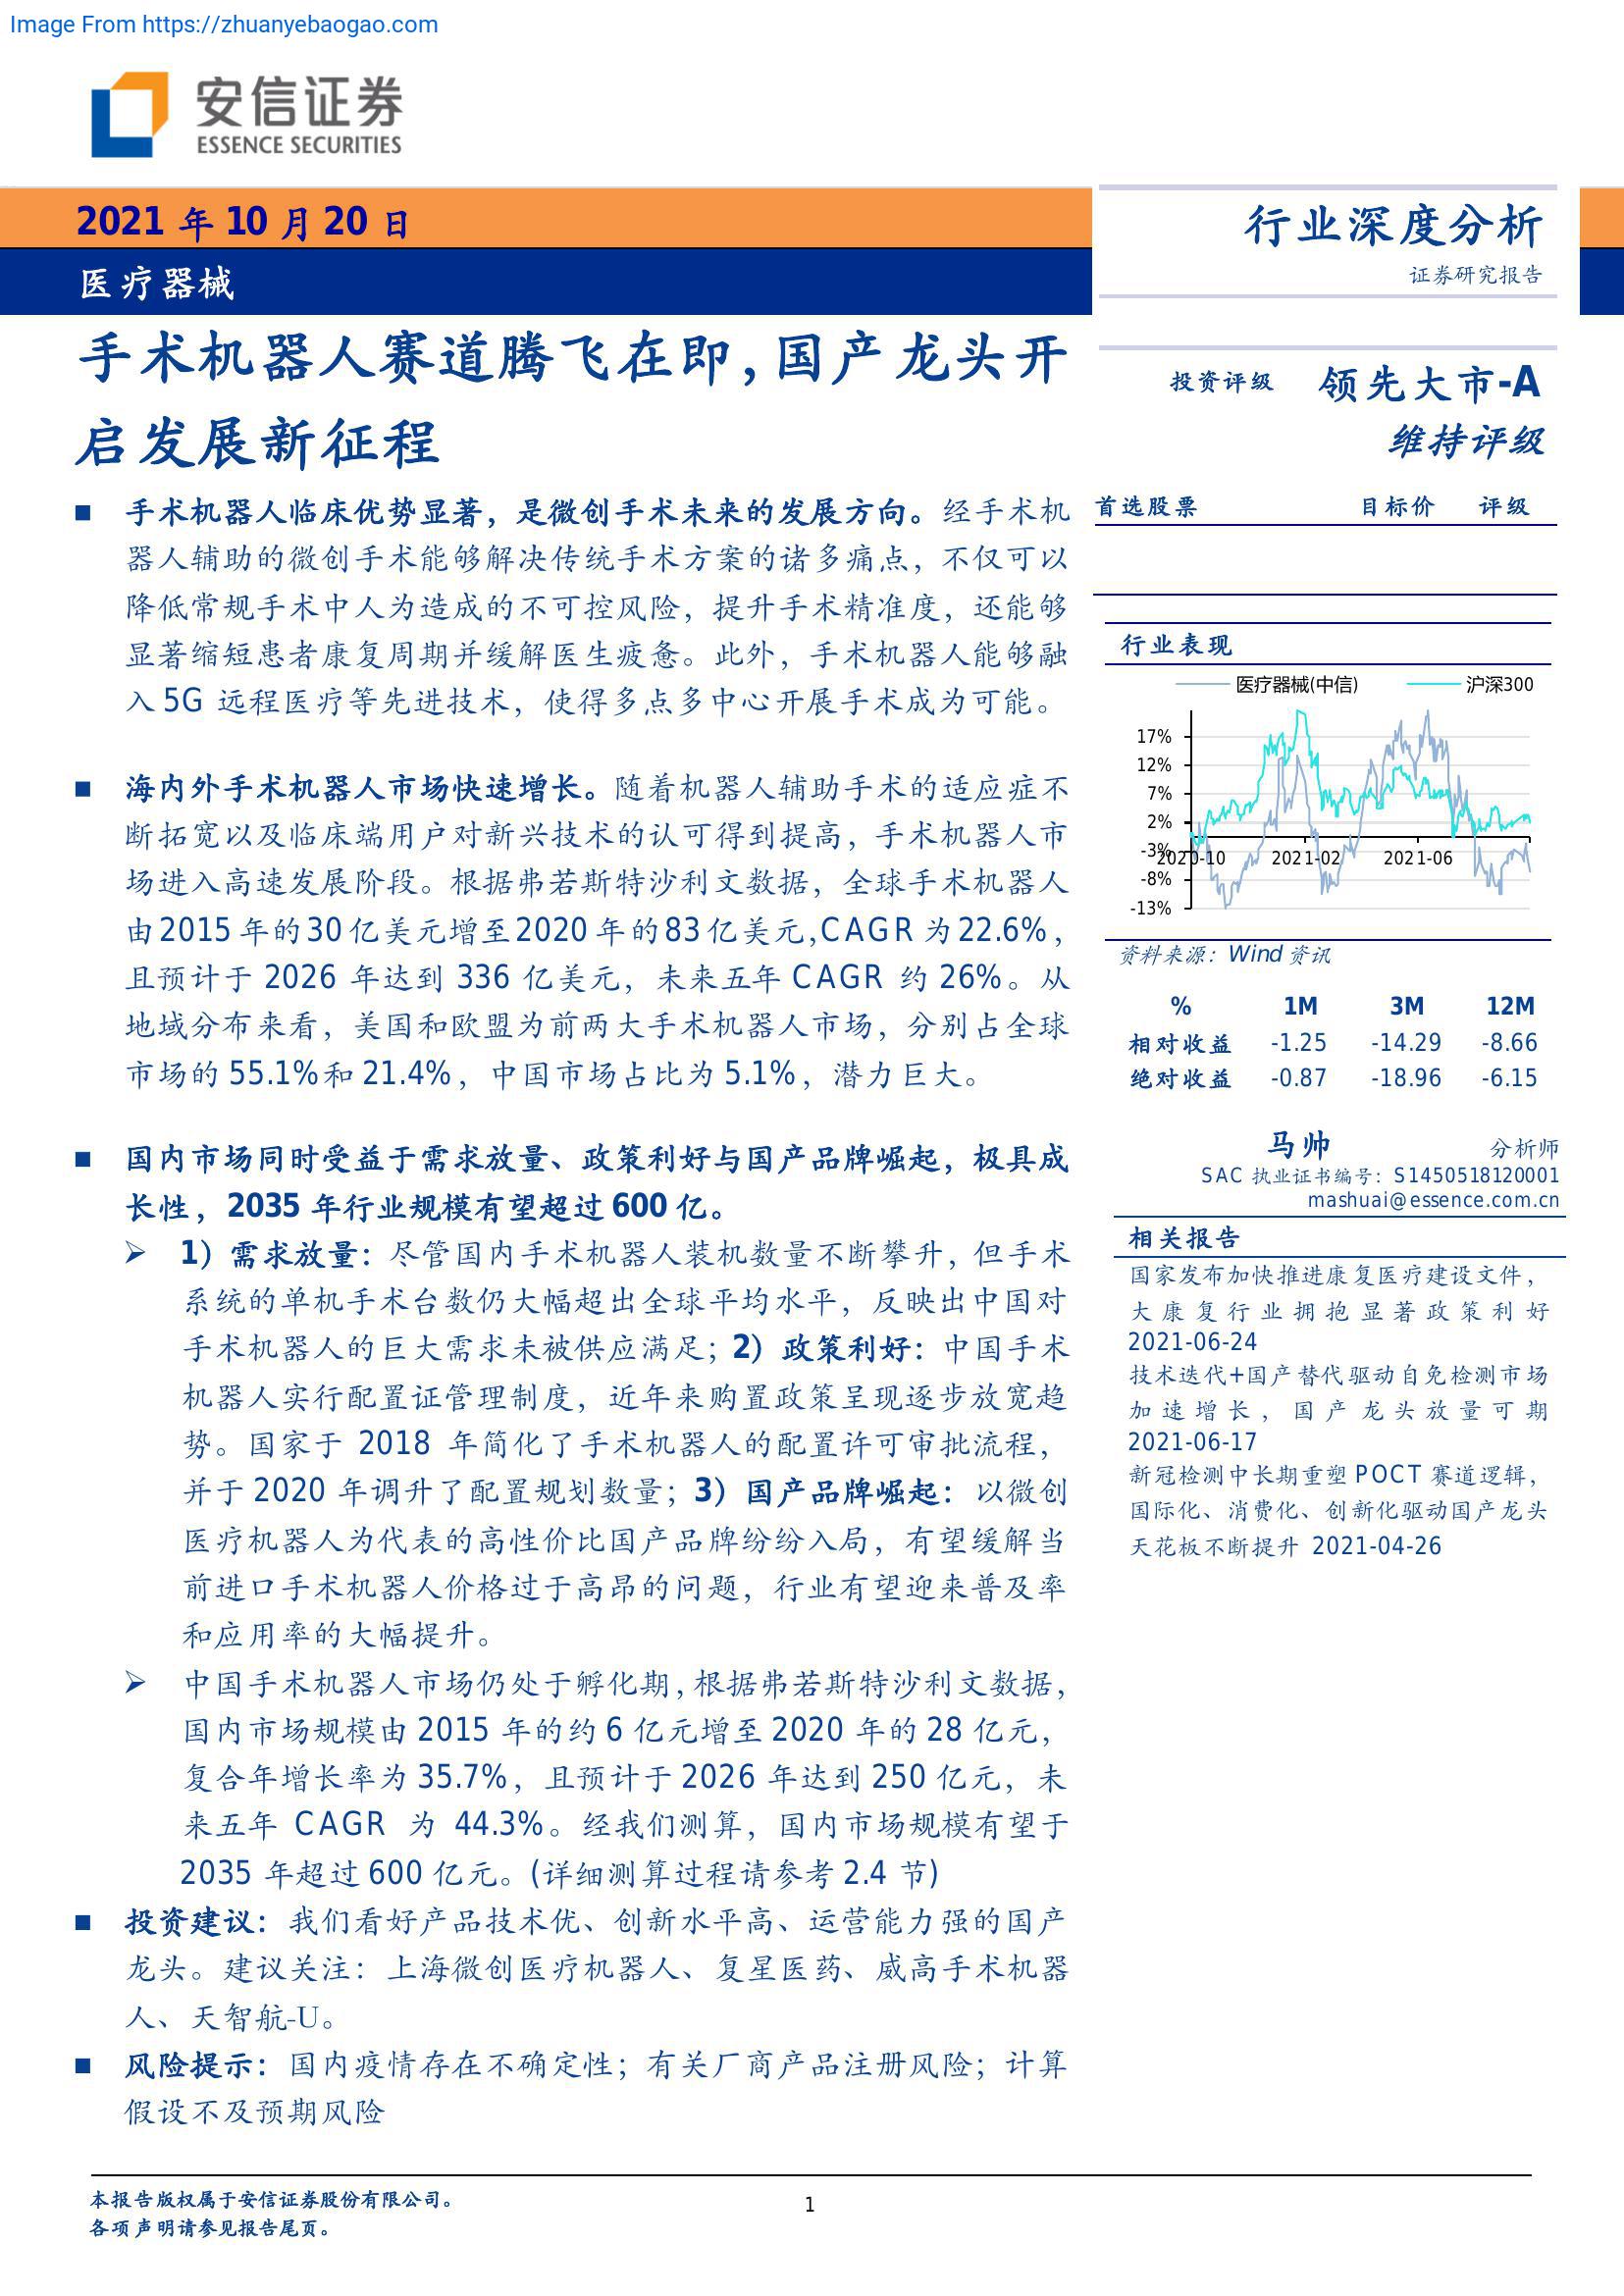 Image From https://zhuanyebaogao.com
安信证券
ESSENCE SECURITIES
2021 年 10 月 20 日
医疗器械
手术机器人赛道腾飞在即，国产龙头开
启发展新征程
■ 手术机器人临床优势显著，是微创手术未来的发展方向。经手术机
器人辅助的微创手术能够解决传统手术方案的诸多痛点，不仅可以
降低常规手术中人为造成的不可控风险，提升手术精准度，还能够
显著缩短患者康复周期并缓解医生疲惫。此外，手术机器人能够融
入 5G 远程医疗等先进技术，使得多点多中心开展手术成为可能。
■ 海内外手术机器人市场快速增长。随着机器人辅助手术的适应症不
断拓宽以及临床端用户对新兴技术的认可得到提高，手术机器人市
场进入高速发展阶段。根据弗若斯特沙利文数据，全球手术机器人
由 2015 年的 30 亿美元增至 2020 年的 83 亿美元,CAGR 为 22.6%，
且预计于 2026 年达到 336 亿美元，未来五年 CAGR 约 26%。从
地域分布来看，美国和欧盟为前两大手术机器人市场，分别占全球
市场的 55.1%和 21.4%，中国市场占比为 5.1%，潜力巨大。
■ 国内市场同时受益于需求放量、政策利好与国产品牌崛起，极具成
长性，2035 年行业规模有望超过 600 亿。
➢ 1）需求放量：尽管国内手术机器人装机数量不断攀升，但手术
系统的单机手术台数仍大幅超出全球平均水平，反映出中国对
手术机器人的巨大需求未被供应满足；2）政策利好：中国手术
机器人实行配置证管理制度，近年来购置政策呈现逐步放宽趋
势。国家于 2018 年简化了手术机器人的配置许可审批流程，
并于 2020 年调升了配置规划数量；3）国产品牌崛起：以微创
医疗机器人为代表的高性价比国产品牌纷纷入局，有望缓解当
前进口手术机器人价格过于高昂的问题，行业有望迎来普及率
和应用率的大幅提升。
➢ 中国手术机器人市场仍处于孵化期，根据弗若斯特沙利文数据，
国内市场规模由 2015 年的约 6 亿元增至 2020 年的 28 亿元，
复合年增长率为 35.7%，且预计于 2026 年达到 250 亿元，未
来五年 CAGR 为 44.3%。经我们测算，国内市场规模有望于
2035 年超过 600 亿元。(详细测算过程请参考 2.4 节)
■ 投资建议：我们看好产品技术优、创新水平高、运营能力强的国产
龙头。建议关注：上海微创医疗机器人、复星医药、威高手术机器
人、天智航-U。
■ 风险提示：国内疫情存在不确定性；有关厂商产品注册风险；计算
假设不及预期风险
行业深度分析
证券研究报告
投资评级 领先大市-A
维持评级
首选股票 目标价 评级
行业表现
医疗器械(中信) 沪深300
17%
12%
7%
2%
-3%
2020-10 2021-02 2021-06
-8%
-13%
资料来源：Wind 资讯
% 1M 3M 12M
相对收益 -1.25 -14.29 -8.66
绝对收益 -0.87 -18.96 -6.15
马帅 分析师
SAC 执业证书编号：S1450518120001
mashuai@essence.com.cn
相关报告
国家发布加快推进康复医疗建设文件，
大康复行业拥抱显著政策利好
2021-06-24
技术迭代+国产替代驱动自免检测市场
加速增长，国产龙头放量可期
2021-06-17
新冠检测中长期重塑 POCT 赛道逻辑，
国际化、消费化、创新化驱动国产龙头
天花板不断提升 2021-04-26
本报告版权属于安信证券股份有限公司。
各项声明请参见报告尾页。
1